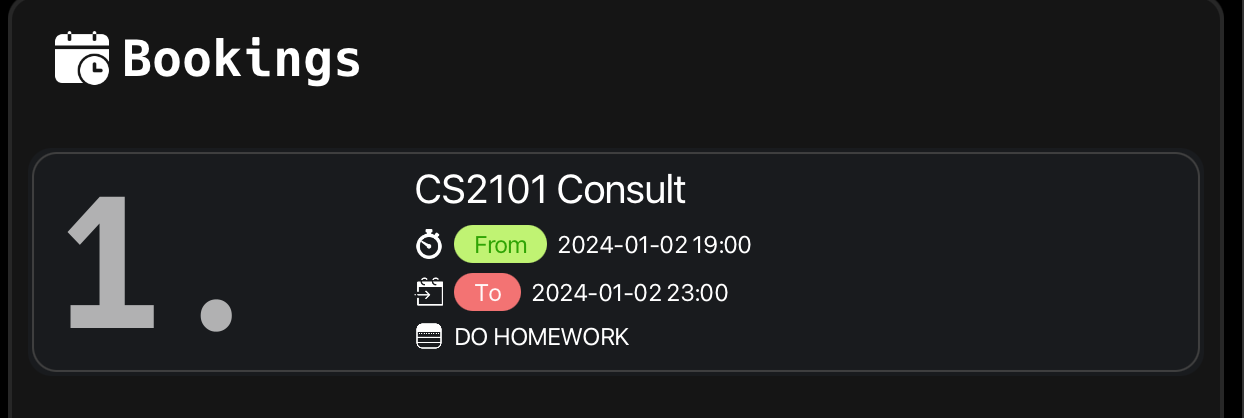 Bookings
1.
CS2101 Consult
From 2024-01-02 19:00
To 2024-01-02 23:00
DO HOMEWORK